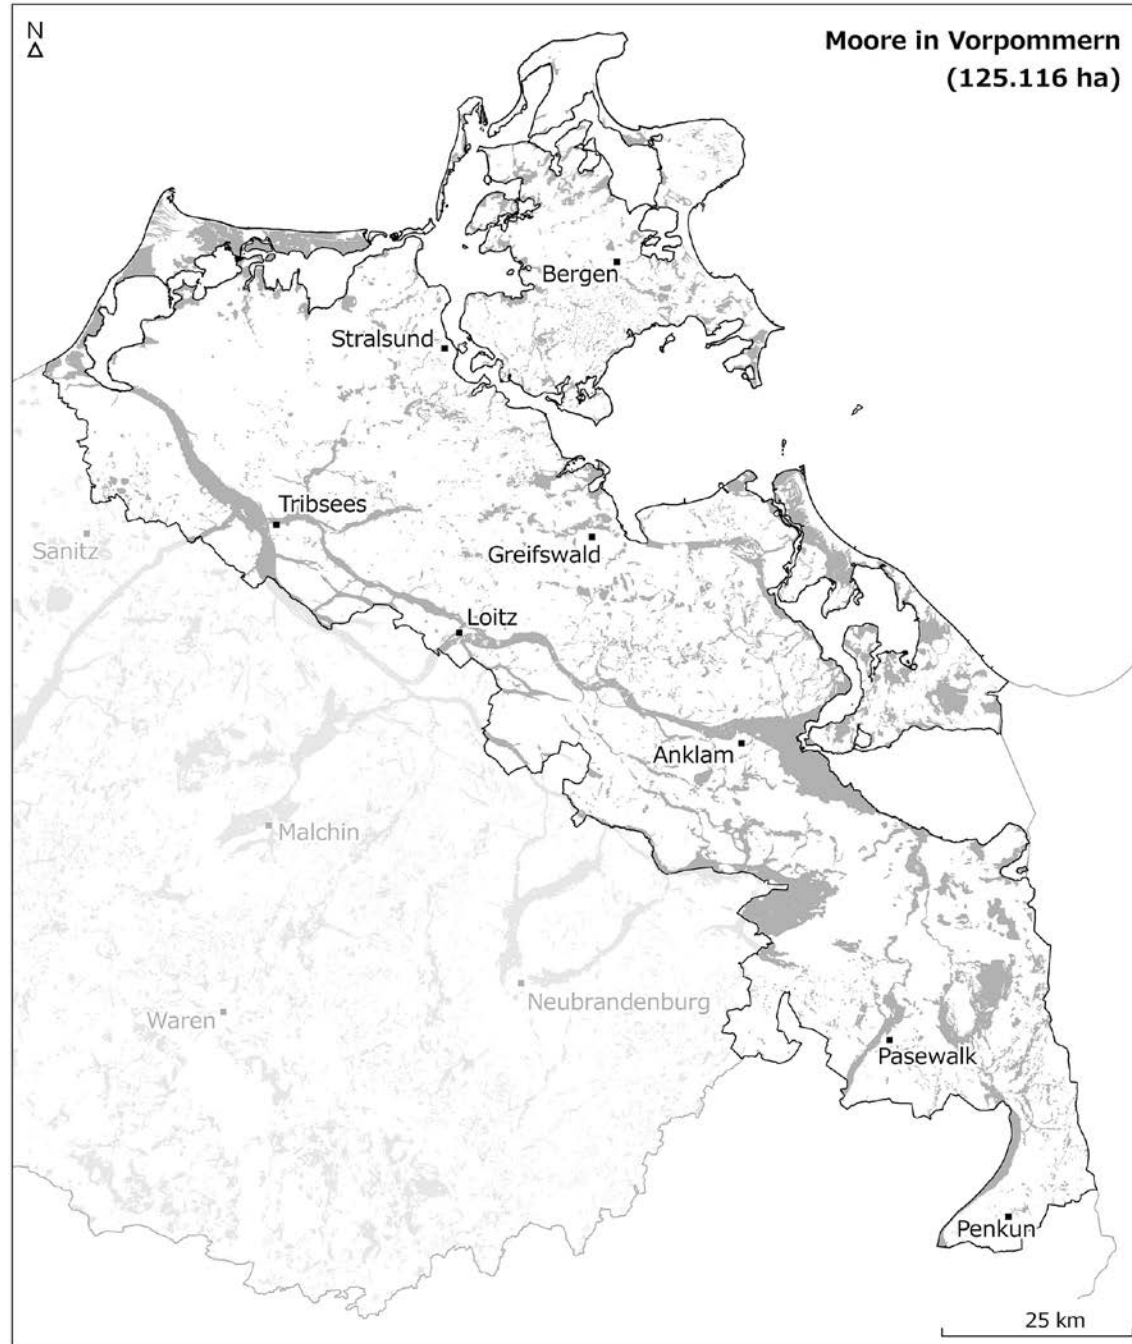 N
Moore in Vorpommern
(125.116 ha)
Bergen
Stralsund
Tribsees
Sanitz
Greifswald
Loitz
Anklam
Malchin
Neubrandenburg
Waren
Pasewalk
Penkun
25 km